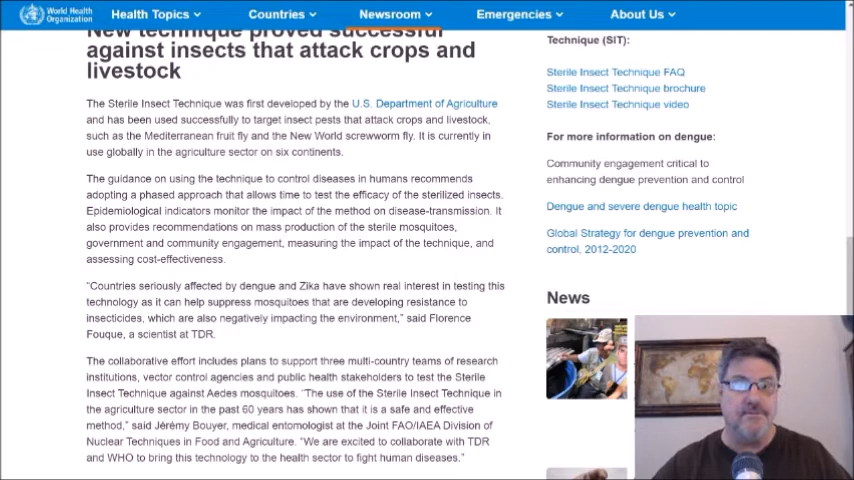 World Health
Organization
Health Topics
Countries
Newsroom
Emergencies
About Us
New technique proved successful
against insects that attack crops and
livestock
The Sterile Insect Technique was first developed by the U.S. Department of Agriculture
and has been used successfully to target insect pests that attack crops and livestock,
such as the Mediterranean fruit fly and the New World screwworm fly. It is currently in
use globally in the agriculture sector on six continents.
The guidance on using the technique to control diseases in humans recommends
adopting a phased approach that allows time to test the efficacy of the sterilized insects.
Epidemiological indicators monitor the impact of the method on disease-transmission. It
also provides recommendations on mass production of the sterile mosquitoes,
government and community engagement, measuring the impact of the technique, and
assessing cost-effectiveness.
“Countries seriously affected by dengue and Zika have shown real interest in testing this
technology as it can help suppress mosquitoes that are developing resistance to
insecticides, which are also negatively impacting the environment,” said Florence
Fouque, a scientist at TDR.
The collaborative effort includes plans to support three multi-country teams of research
institutions, vector control agencies and public health stakeholders to test the Sterile
Insect Technique against Aedes mosquitoes. “The use of the Sterile Insect Technique in
the agriculture sector in the past 60 years has shown that it is a safe and effective
method,” said Jérémy Bouyer, medical entomologist at the Joint FAO/IAEA Division of
Nuclear Techniques in Food and Agriculture. “We are excited to collaborate with TDR
and WHO to bring this technology to the health sector to fight human diseases.”
Technique (SIT):
Sterile Insect Technique FAQ
Sterile Insect Technique brochure
Sterile Insect Technique video
For more information on dengue:
Community engagement critical to
enhancing dengue prevention and control
Dengue and severe dengue health topic
Global Strategy for dengue prevention and
control, 2012-2020
News